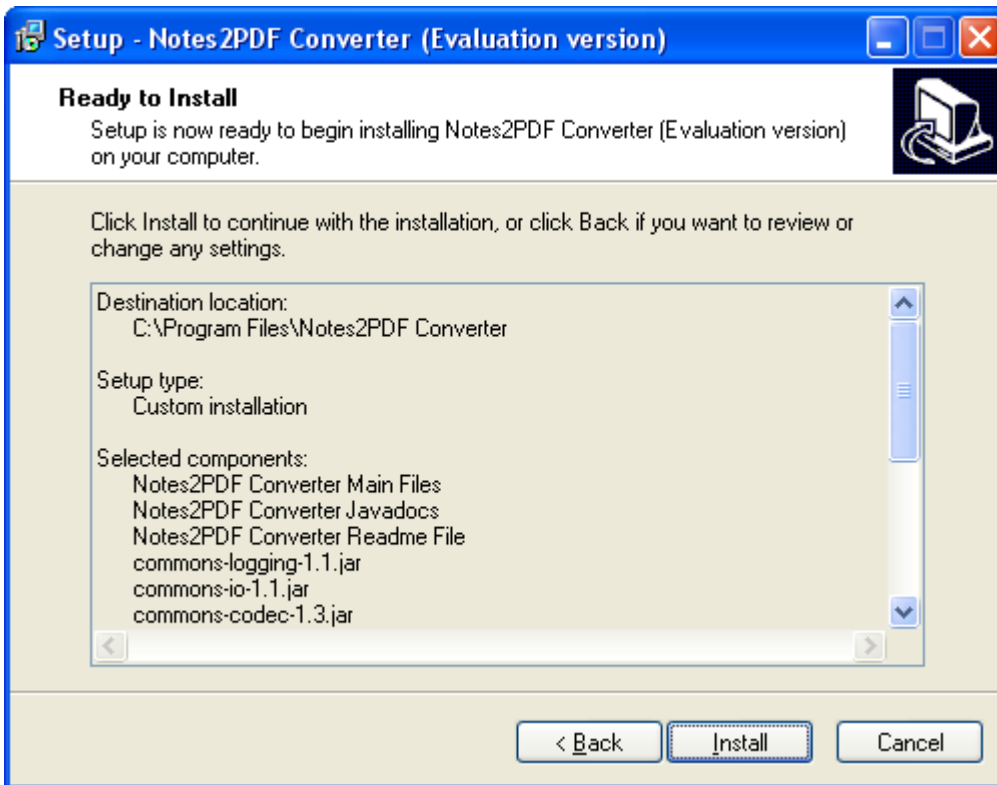 Setup - Notes2PDF Converter (Evaluation version)
Ready to Install
Setup is now ready to begin installing Notes2PDF Converter (Evaluation version)
on your computer.
Click Install to continue with the installation, or click Back if you want to review or
change any settings.
Destination location:
C:\Program Files\Notes2PDF Converter
Setup type:
Custom installation
Selected components:
Notes2PDF Converter Main Files
Notes2PDF Converter Javadocs
Notes2PDF Converter Readme File
commons-logging-1.1.jar
commons-io-1.1.jar
commons-codec-1.3.jar
< Back Install Cancel